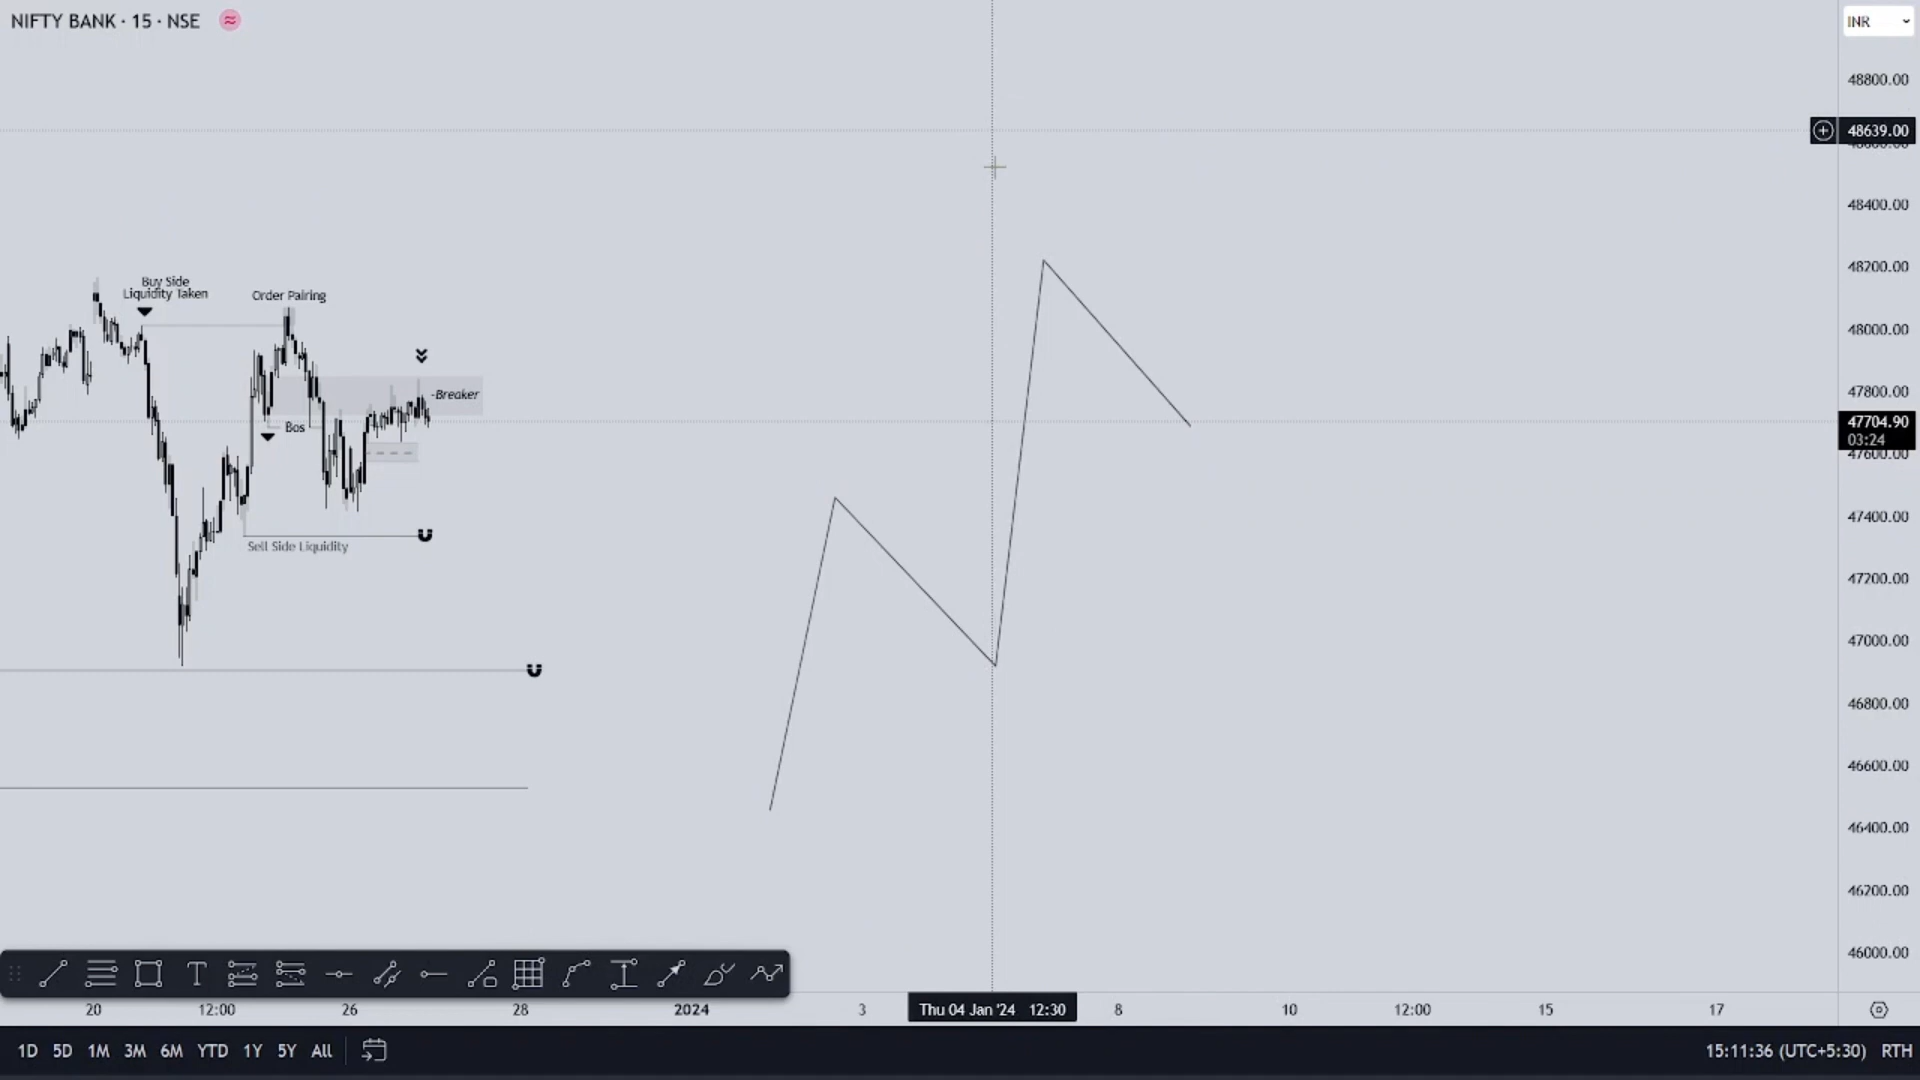 NIFTY BANK · 15 · NSE
INR
48800.00
48639.00
48400.00
48200.00
48000.00
47800.00
47704.90
03:24
47600.00
47400.00
47200.00
47000.00
46800.00
46600.00
46400.00
46200.00
46000.00
Buy Side
Liquidity Taken
Order Pairing
-Breaker
Bos
Sell Side Liquidity
20 12:00 26 28 2024 3 Thu 04 Jan '24 12:30 8 10 12:00 15 17
1D 5D 1M 3M 6M YTD 1Y 5Y All
15:11:36 (UTC+5:30) RTH